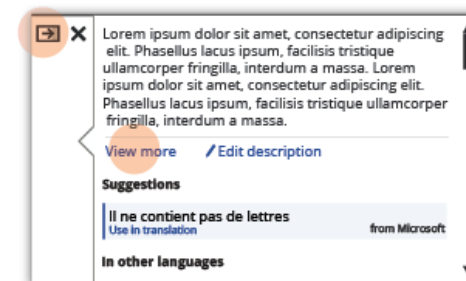 Lorem ipsum dolor sit amet, consectetur adipiscing
elit. Phasellus lacus ipsum, facilisis tristique
ullamcorper fringilla, interdum a massa. Lorem
ipsum dolor sit amet, consectetur adipiscing elit.
Phasellus lacus ipsum, facilisis tristique ullamcorper
fringilla, interdum a massa.
View more Edit description
Suggestions
Il ne contient pas de lettres
Use in translation from Microsoft
In other languages